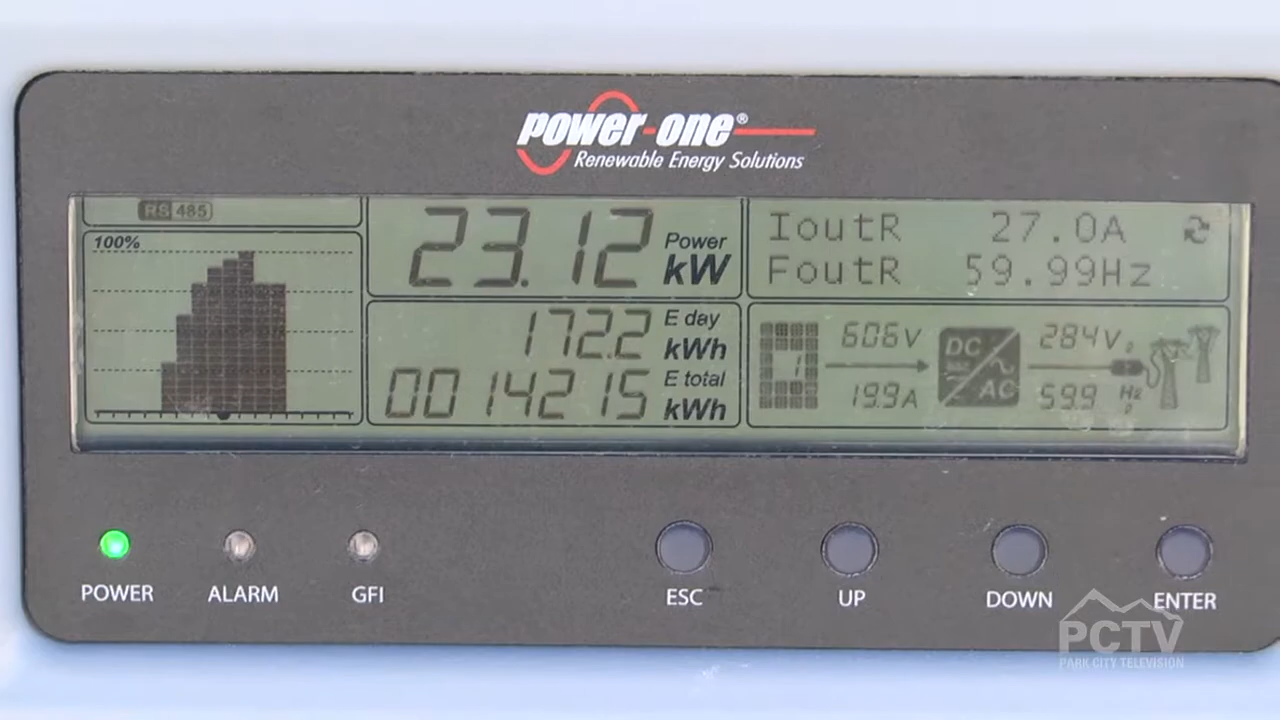 power-one®
Renewable Energy Solutions
RS 485
100%
23.12 Power kW
172.2 E day kWh
0014215 E total kWh
IoutR 27.0A
FoutR 59.99Hz
1
606V
19.9A
DC
AC
284V
59.9 Hz
POWER
ALARM
GFI
ESC
UP
DOWN
ENTER
PCTV
PARK CITY TELEVISION